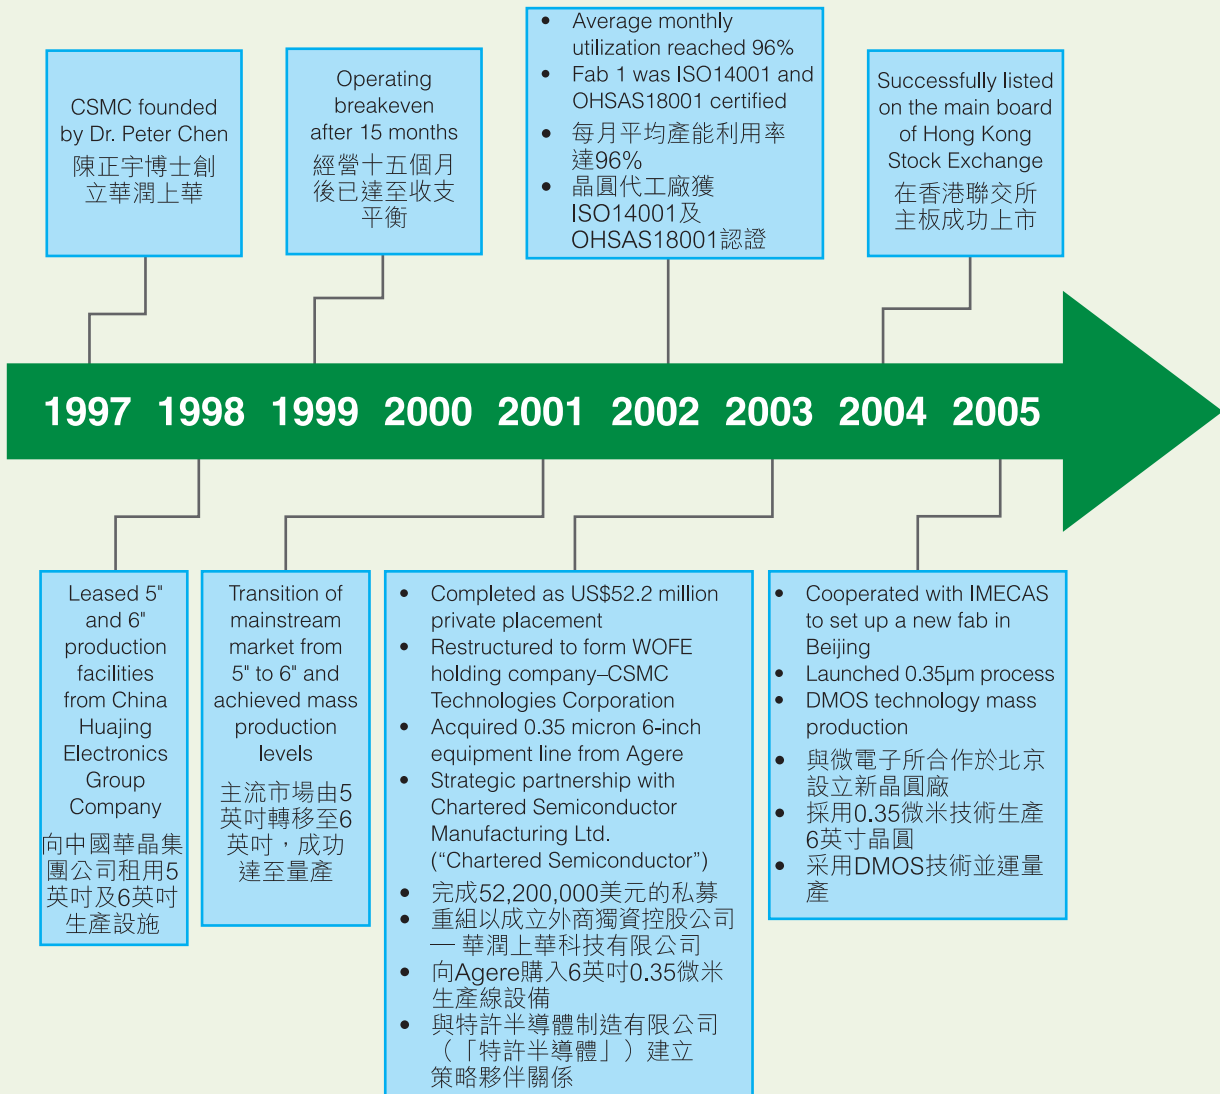 CSMC founded
by Dr. Peter Chen
陳正宇博士創
立華潤上華
Operating
breakeven
after 15 months
經營十五個月
後已達至收支
平衡
• Average monthly
utilization reached 96%
• Fab 1 was ISO14001 and
OHSAS18001 certified
• 每月平均產能利用率
達96%
• 晶圓代工廠獲
ISO14001及
OHSAS18001認證
Successfully listed
on the main board
of Hong Kong
Stock Exchange
在香港聯交所
主板成功上市
1997 1998 1999 2000 2001 2002 2003 2004 2005
Leased 5"
and 6"
production
facilities
from China
Huajing
Electronics
Group
Company
向中國華晶集
團公司租用5
英吋及6英吋
生產設施
Transition of
mainstream
market from
5" to 6" and
achieved mass
production
levels
主流市場由5
英吋轉移至6
英吋，成功
達至量產
• Completed as US$52.2 million
private placement
• Restructured to form WOFE
holding company–CSMC
Technologies Corporation
• Acquired 0.35 micron 6-inch
equipment line from Agere
• Strategic partnership with
Chartered Semiconductor
Manufacturing Ltd.
(“Chartered Semiconductor”)
• 完成52,200,000美元的私募
• 重組以成立外商獨資控股公司
— 華潤上華科技有限公司
• 向Agere購入6英吋0.35微米
生產線設備
• 與特許半導體制造有限公司
（「特許半導體」）建立
策略夥伴關係
• Cooperated with IMECAS
to set up a new fab in
Beijing
• Launched 0.35µm process
• DMOS technology mass
production
• 與微電子所合作於北京
設立新晶圓廠
• 採用0.35微米技術生產
6英寸晶圓
• 采用DMOS技術並運量
產